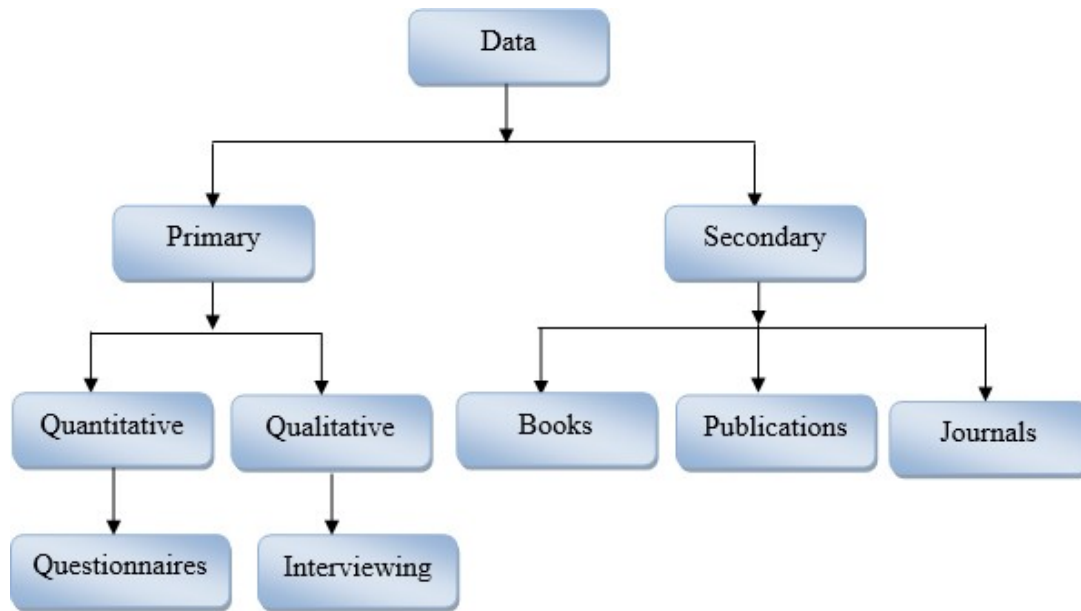 Data
Primary
Secondary
Quantitative
Qualitative
Books
Publications
Journals
Questionnaires
Interviewing